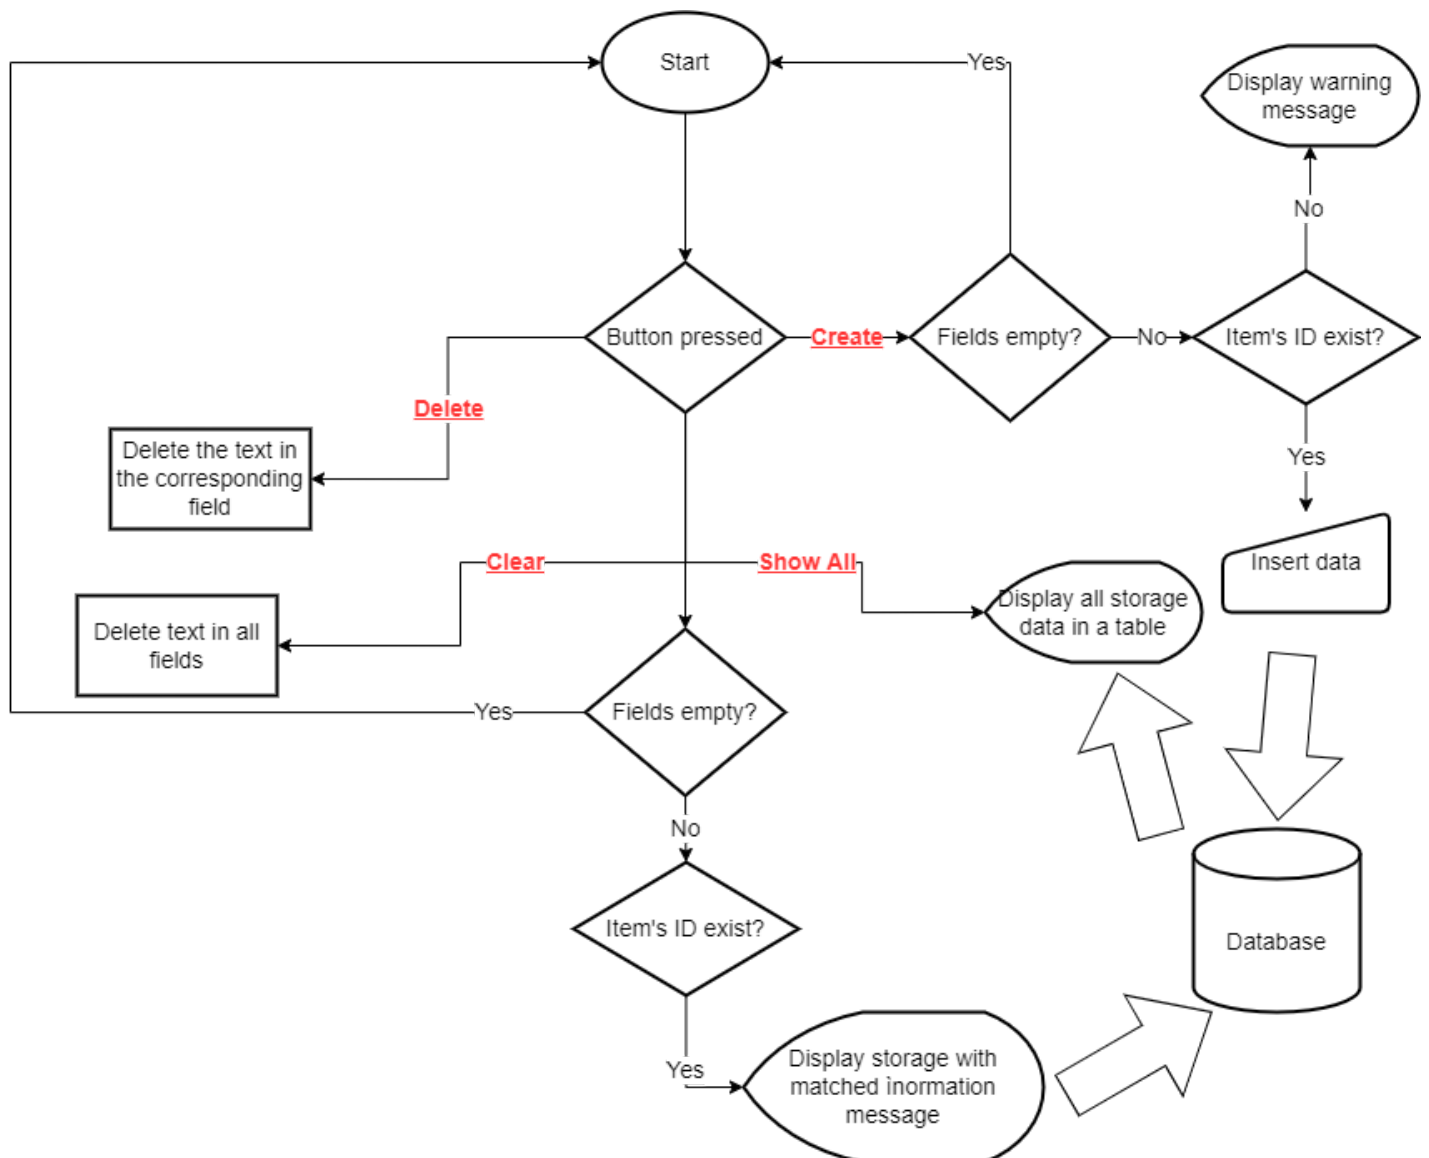 Start
Yes
Display warning
message
No
Button pressed
Create
Fields empty?
No
Item's ID exist?
Delete
Delete the text in
the corresponding
field
Yes
Clear
Show All
Insert data
Display all storage
data in a table
Delete text in all
fields
Yes
Fields empty?
No
Item's ID exist?
Database
Yes
Display storage with
matched inormation
message